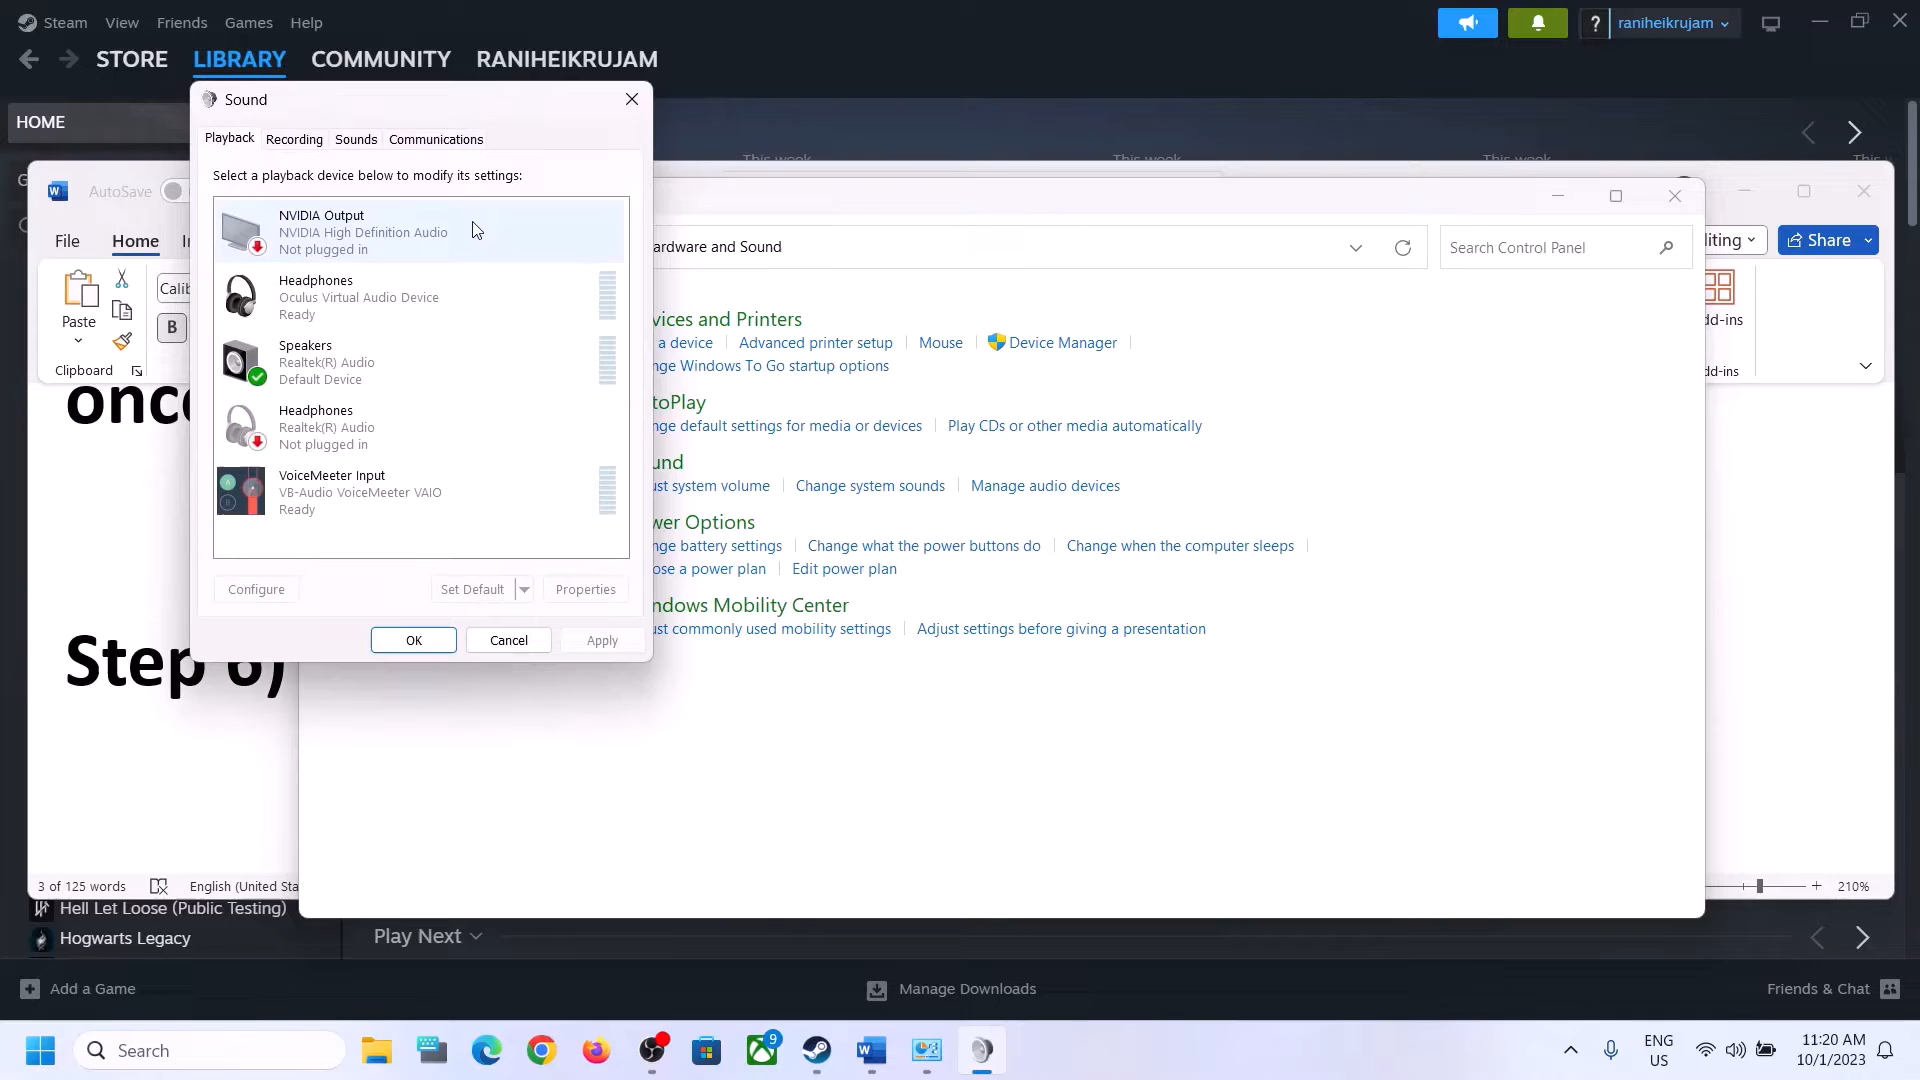 Steam View Friends Games Help
raniheikrujam
STORE LIBRARY COMMUNITY RANIHEIKRUJAM
HOME
Sound
Playback Recording Sounds Communications
Select a playback device below to modify its settings:
NVIDIA Output
NVIDIA High Definition Audio
Not plugged in
Headphones
Oculus Virtual Audio Device
Ready
Speakers
Realtek(R) Audio
Default Device
Headphones
Realtek(R) Audio
Not plugged in
VoiceMeeter Input
VB-Audio VoiceMeeter VAIO
Ready
Configure Set Default Properties
OK Cancel Apply
AutoSave
File Home
Share
Paste
B
Clipboard
once
Step 6)
ardware and Sound
Search Control Panel
vices and Printers
a device Advanced printer setup Mouse Device Manager
nge Windows To Go startup options
toPlay
nge default settings for media or devices Play CDs or other media automatically
und
ust system volume Change system sounds Manage audio devices
wer Options
nge battery settings Change what the power buttons do Change when the computer sleeps
ose a power plan Edit power plan
ndows Mobility Center
ust commonly used mobility settings Adjust settings before giving a presentation
dd-ins
dd-ins
3 of 125 words English (United Sta
210%
Hell Let Loose (Public Testing)
Hogwarts Legacy
Play Next
Add a Game Manage Downloads Friends & Chat
Search
9
ENG
US
11:20 AM
10/1/2023